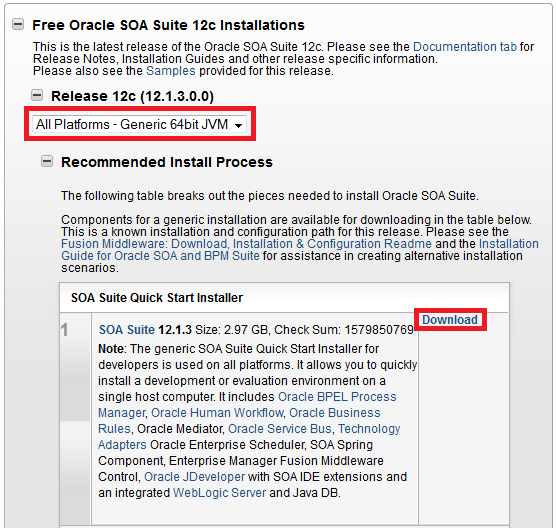 Free Oracle SOA Suite 12c Installations
This is the latest release of the Oracle SOA Suite 12c. Please see the Documentation tab for
Release Notes, Installation Guides and other release specific information.
Please also see the Samples provided for this release.
Release 12c (12.1.3.0.0)
All Platforms - Generic 64bit JVM
Recommended Install Process
The following table breaks out the pieces needed to install Oracle SOA Suite.
Components for a generic installation are available for downloading in the table below.
This is a known installation and configuration path for this release. Please see the
Fusion Middleware: Download, Installation & Configuration Readme and the Installation
Guide for Oracle SOA and BPM Suite for assistance in creating alternative installation
scenarios.
SOA Suite Quick Start Installer
1
SOA Suite 12.1.3 Size: 2.97 GB, Check Sum: 1579850769
Download
Note: The generic SOA Suite Quick Start Installer for
developers is used on all platforms. It allows you to quickly
install a development or evaluation environment on a
single host computer. It includes Oracle BPEL Process
Manager, Oracle Human Workflow, Oracle Business
Rules, Oracle Mediator, Oracle Service Bus, Technology
Adapters Oracle Enterprise Scheduler, SOA Spring
Component, Enterprise Manager Fusion Middleware
Control, Oracle JDeveloper with SOA IDE extensions and
an integrated WebLogic Server and Java DB.